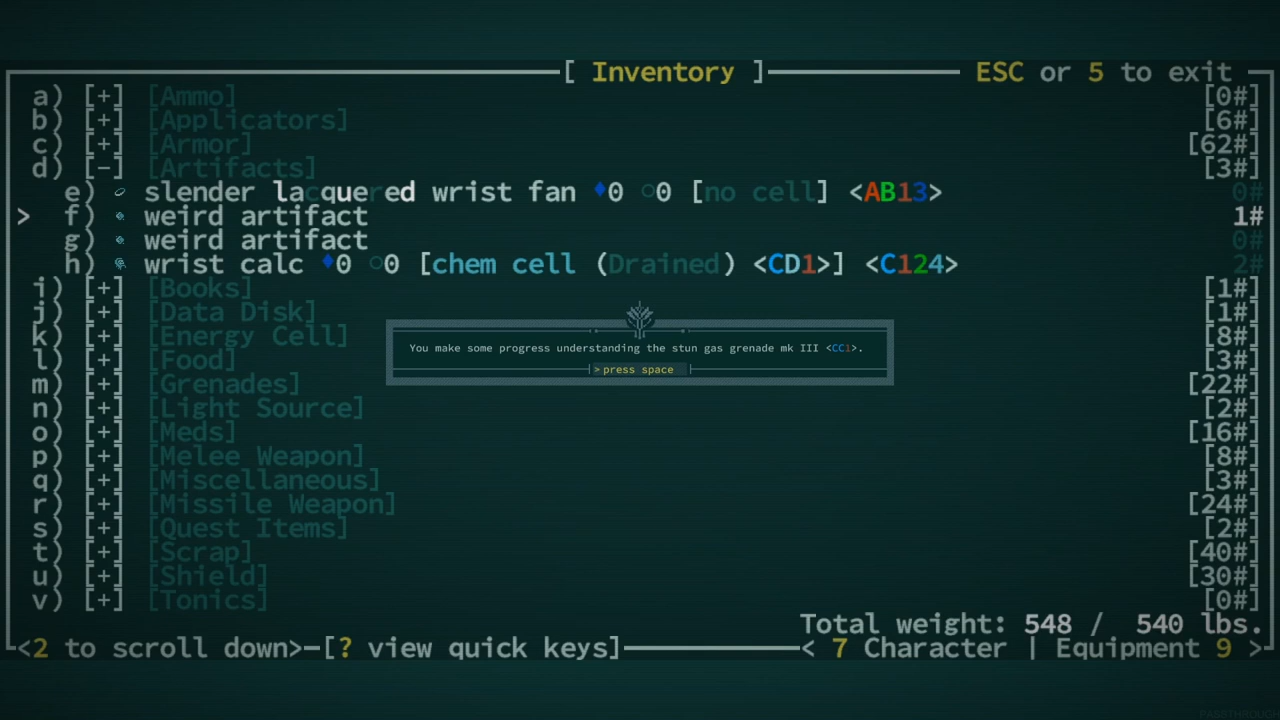 [ Inventory ] ESC or 5 to exit
a) [+] [Ammo] [0#]
b) [+] [Applicators] [6#]
c) [+] [Armor] [62#]
d) [-] [Artifacts] [3#]
e) slender lacquered wrist fan ♦0 ○0 [no cell] <AB13> 0#
> f) weird artifact 1#
g) weird artifact 0#
h) wrist calc ♦0 ○0 [chem cell (Drained) <CD1>] <C124> 2#
i) [+] [Books] [1#]
j) [+] [Data Disk] [1#]
k) [+] [Energy Cell] [8#]
l) [+] [Food] [3#]
m) [+] [Grenades] [22#]
n) [+] [Light Source] [2#]
o) [+] [Meds] [16#]
p) [+] [Melee Weapon] [8#]
q) [+] [Miscellaneous] [3#]
r) [+] [Missile Weapon] [24#]
s) [+] [Quest Items] [2#]
t) [+] [Scrap] [40#]
u) [+] [Shield] [30#]
v) [+] [Tonics] [0#]
You make some progress understanding the stun gas grenade mk III <CC1>.
> press space
Total weight: 548 / 540 lbs.
<2 to scroll down> [? view quick keys] < 7 Character | Equipment 9 >